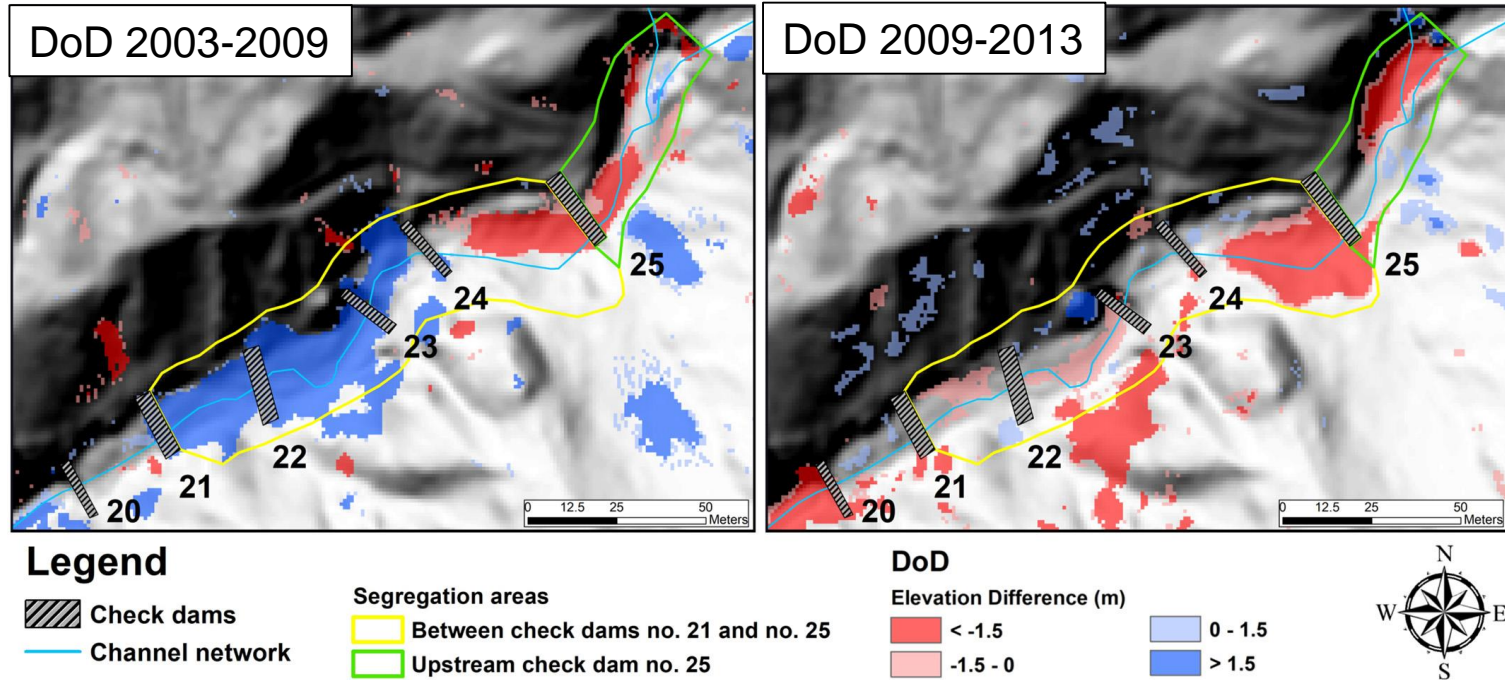 DoD 2003-2009
25
24
23
22
21
20
0 12.5 25 50
Meters
DoD 2009-2013
25
24
23
22
21
20
0 12.5 25 50
Meters
Legend
Check dams
Channel network
Segregation areas
Between check dams no. 21 and no. 25
Upstream check dam no. 25
DoD
Elevation Difference (m)
< -1.5
-1.5 - 0
0 - 1.5
> 1.5
N
W E
S